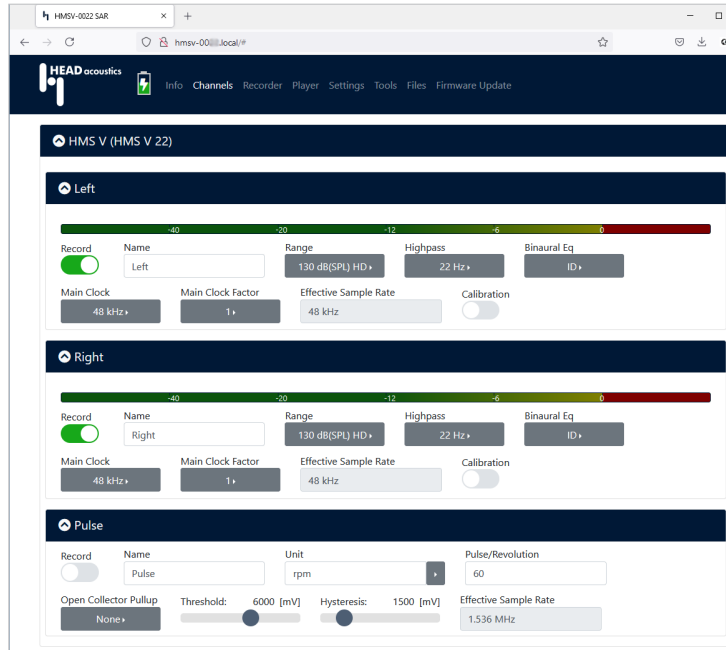 HMSV-0022 SAR
hmsv-00 .local/#
HEAD acoustics
Info Channels Recorder Player Settings Tools Files Firmware Update
HMS V (HMS V 22)
Left
-40 -20 -12 -6 0
Record Name Range Highpass Binaural Eq
Left 130 dB(SPL) HD 22 Hz ID
Main Clock Main Clock Factor Effective Sample Rate Calibration
48 kHz 1 48 kHz
Right
-40 -20 -12 -6 0
Record Name Range Highpass Binaural Eq
Right 130 dB(SPL) HD 22 Hz ID
Main Clock Main Clock Factor Effective Sample Rate Calibration
48 kHz 1 48 kHz
Pulse
Record Name Unit Pulse/Revolution
Pulse rpm 60
Open Collector Pullup Threshold: 6000 [mV] Hysteresis: 1500 [mV] Effective Sample Rate
None 1.536 MHz